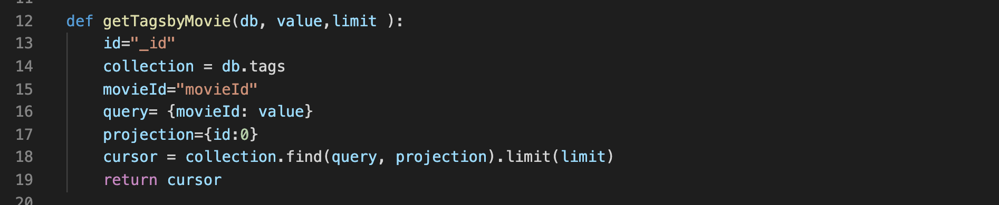 11
12 def getTagsbyMovie(db, value,limit ):
13 id="_id"
14 collection = db.tags
15 movieId="movieId"
16 query= {movieId: value}
17 projection={id:0}
18 cursor = collection.find(query, projection).limit(limit)
19 return cursor
20